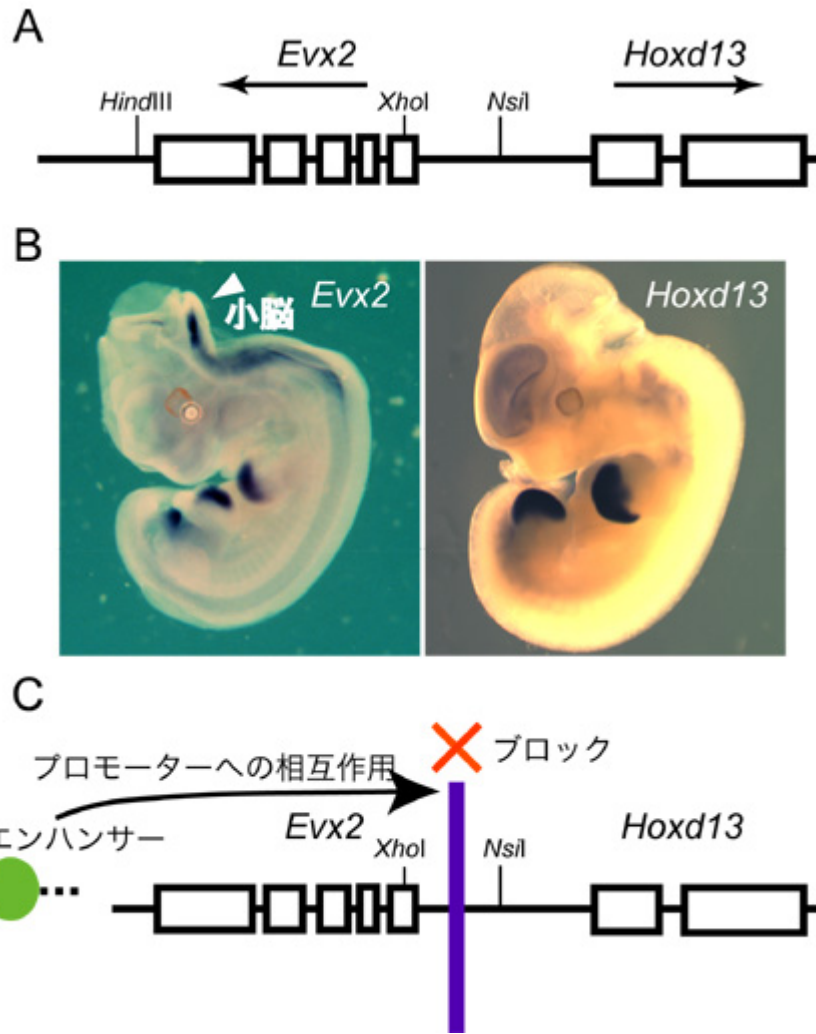 A
Evx2 Hoxd13
HindIII XhoI NsiI
B
Evx2 Hoxd13
小脳
C
ブロック
プロモーターへの相互作用
エンハンサー Evx2 Hoxd13
XhoI NsiI